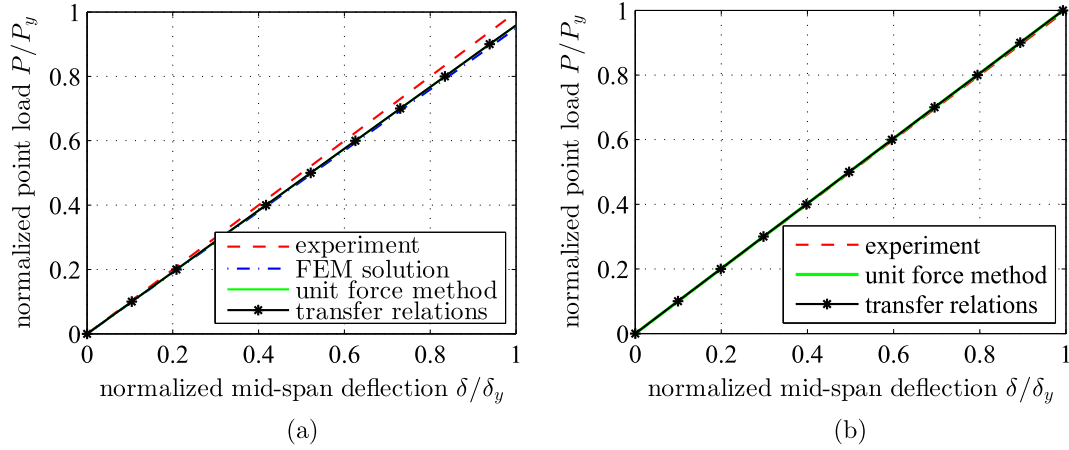 normalized point load P/P_y
1
0.8
0.6
0.4
0.2
0
0 0.2 0.4 0.6 0.8 1
experiment
FEM solution
unit force method
transfer relations
normalized mid-span deflection δ/δ_y
(a)
normalized point load P/P_y
1
0.8
0.6
0.4
0.2
0
0 0.2 0.4 0.6 0.8 1
experiment
unit force method
transfer relations
normalized mid-span deflection δ/δ_y
(b)